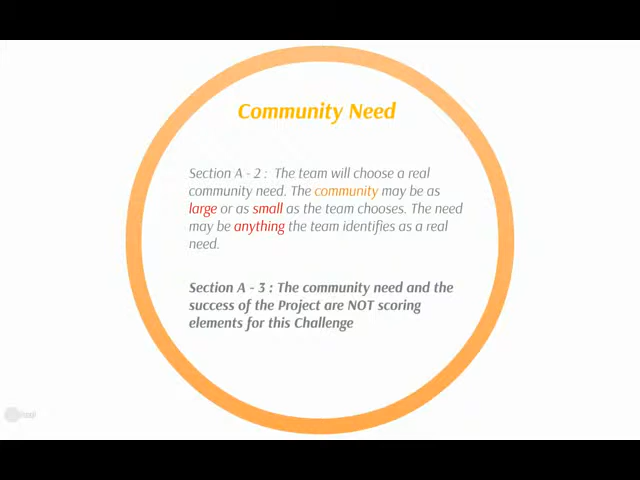 Community Need
Section A - 2 :  The team will choose a real
community need. The community may be as
large or as small as the team chooses. The need
may be anything the team identifies as a real
need.
Section A - 3 : The community need and the
success of the Project are NOT scoring
elements for this Challenge